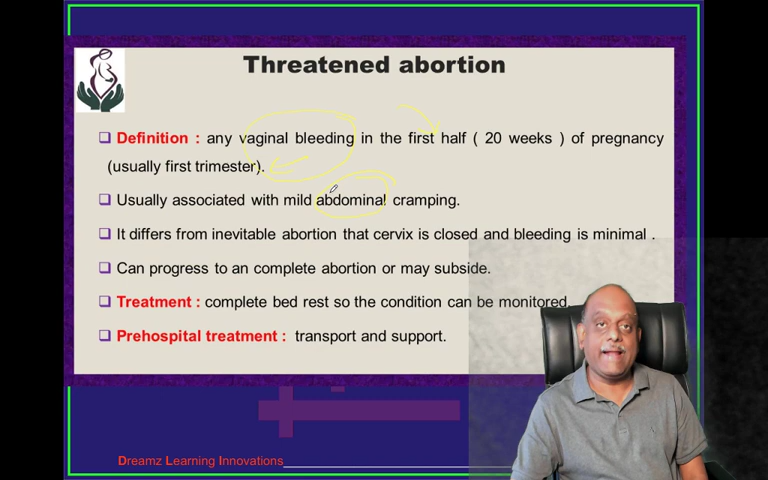 Threatened abortion
❑ Definition : any vaginal bleeding in the first half ( 20 weeks ) of pregnancy
(usually first trimester).
❑ Usually associated with mild abdominal cramping.
❑ It differs from inevitable abortion that cervix is closed and bleeding is minimal .
❑ Can progress to an complete abortion or may subside.
❑ Treatment : complete bed rest so the condition can be monitored.
❑ Prehospital treatment : transport and support.
Dreamz Learning Innovations